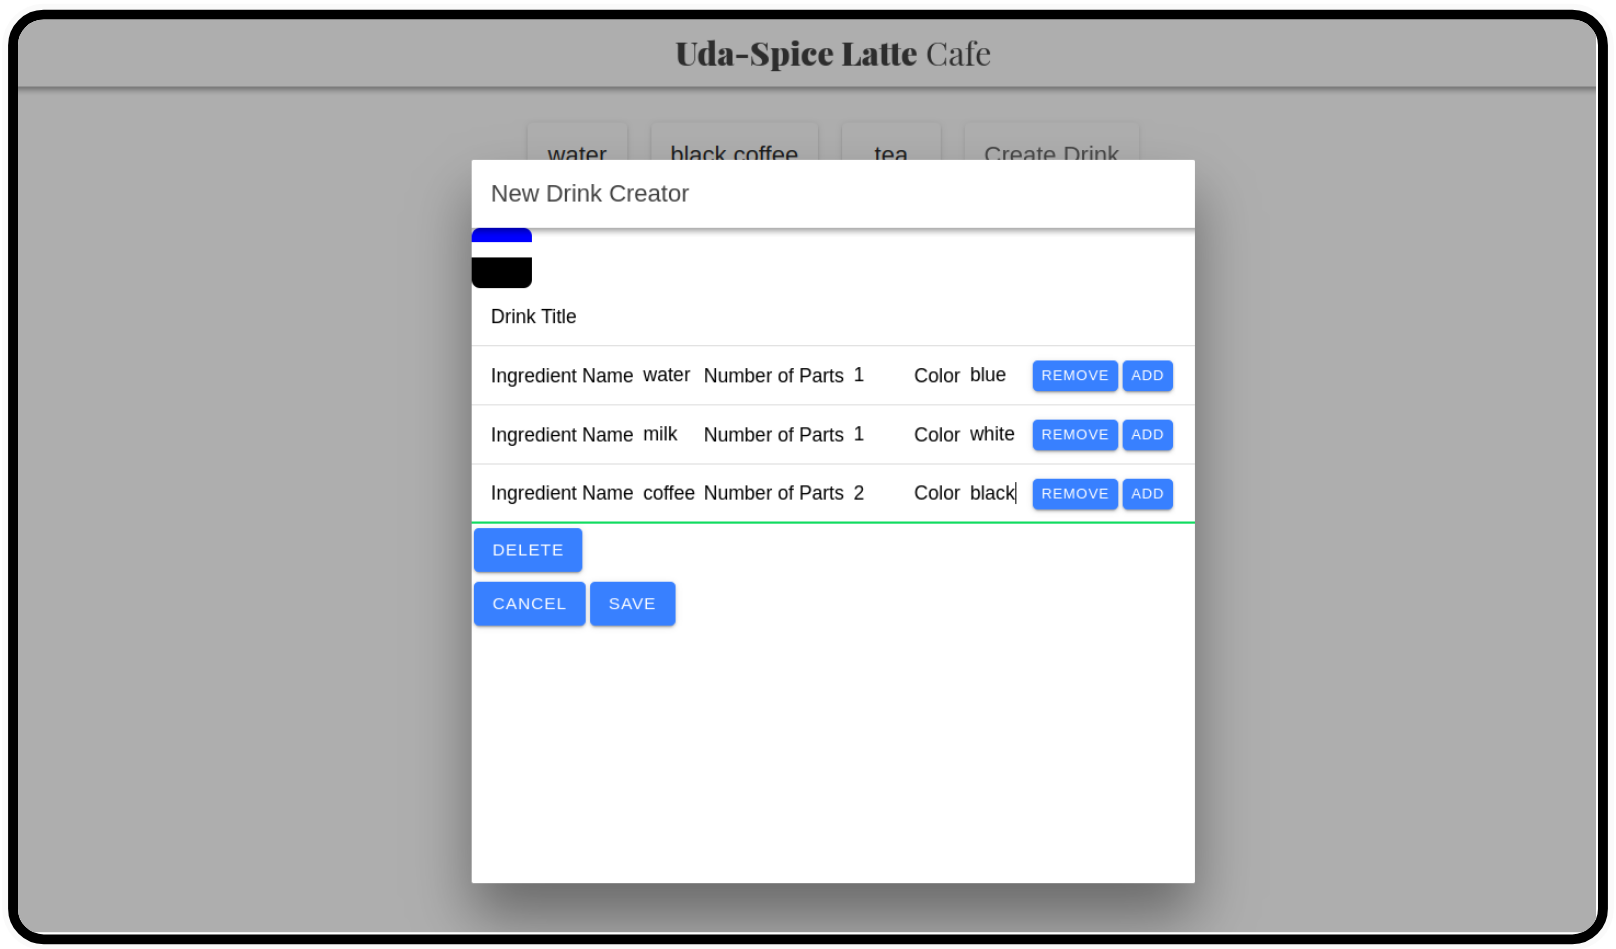 Uda-Spice Latte Cafe
water black coffee tea Create Drink
New Drink Creator
Drink Title
Ingredient Name water Number of Parts 1 Color blue REMOVE ADD
Ingredient Name milk Number of Parts 1 Color white REMOVE ADD
Ingredient Name coffee Number of Parts 2 Color black REMOVE ADD
DELETE
CANCEL SAVE